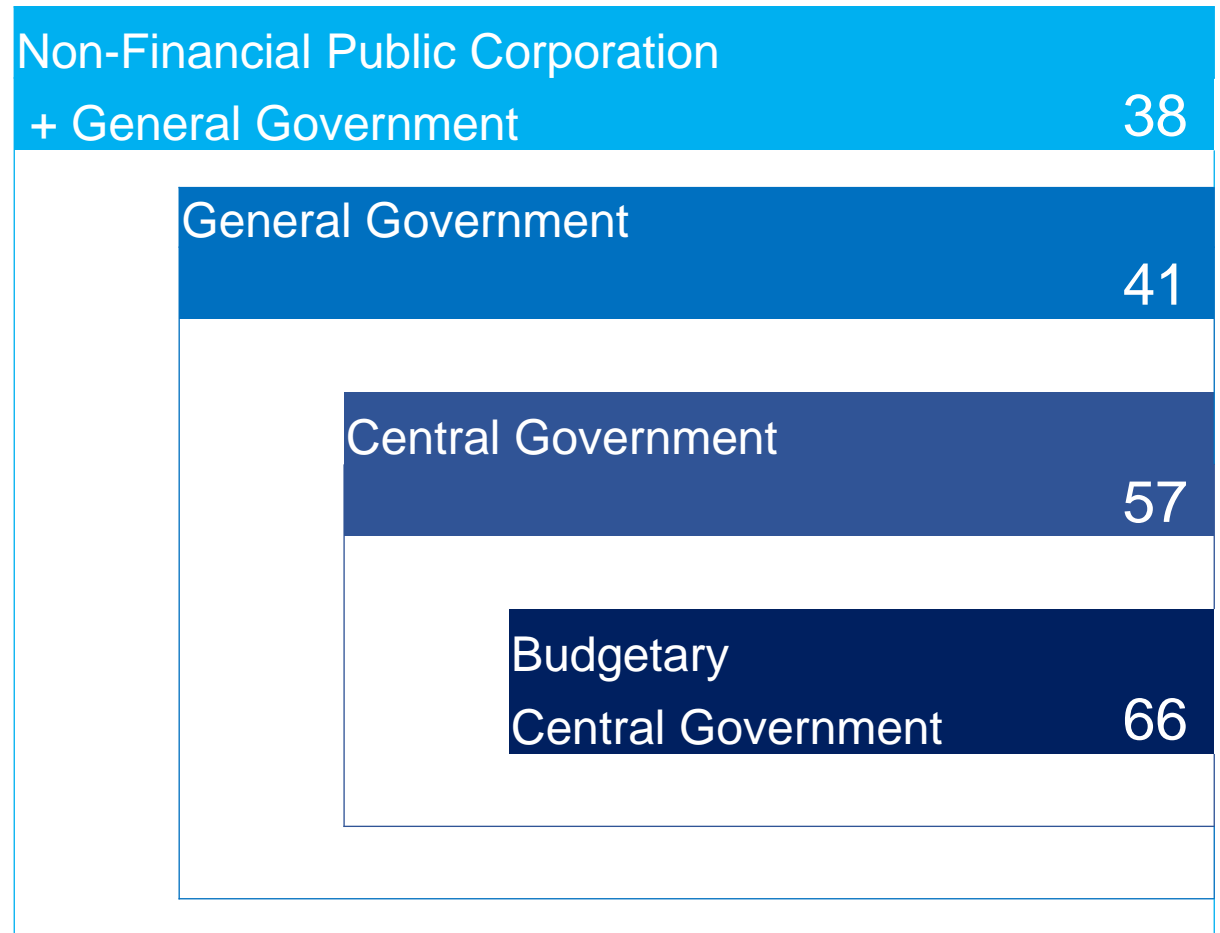 Non-Financial Public Corporation
+ General Government 38
General Government
41
Central Government
57
Budgetary
Central Government 66